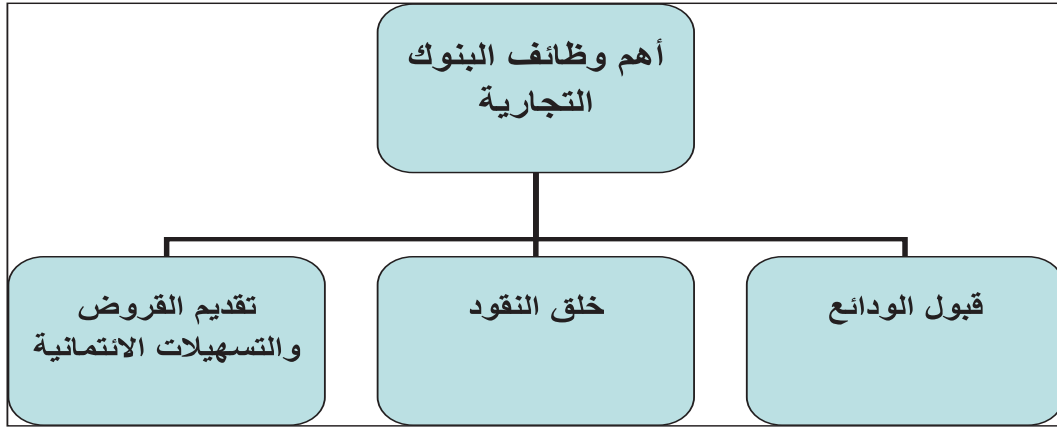 أهم وظائف البنوك
التجارية
قبول الودائع
خلق النقود
تقديم القروض
والتسهيلات الائتمانية